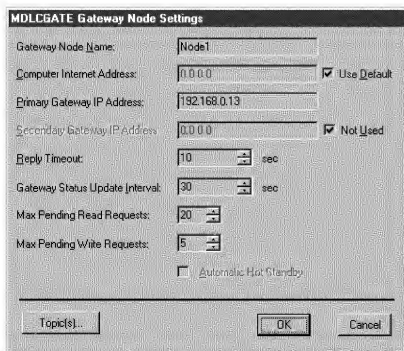 MDLCGATE Gateway Node Settings
Gateway Node Name: Node1
Computer Internet Address: 0.0.0.0 Use Default
Primary Gateway IP Address: 192.168.0.13
Secondary Gateway IP Address 0.0.0.0 Not Used
Reply Timeout: 10 sec
Gateway Status Update Interval: 30 sec
Max Pending Read Requests: 20
Max Pending Write Requests: 5
Automatic Hot Standby
Topic(s)... OK Cancel